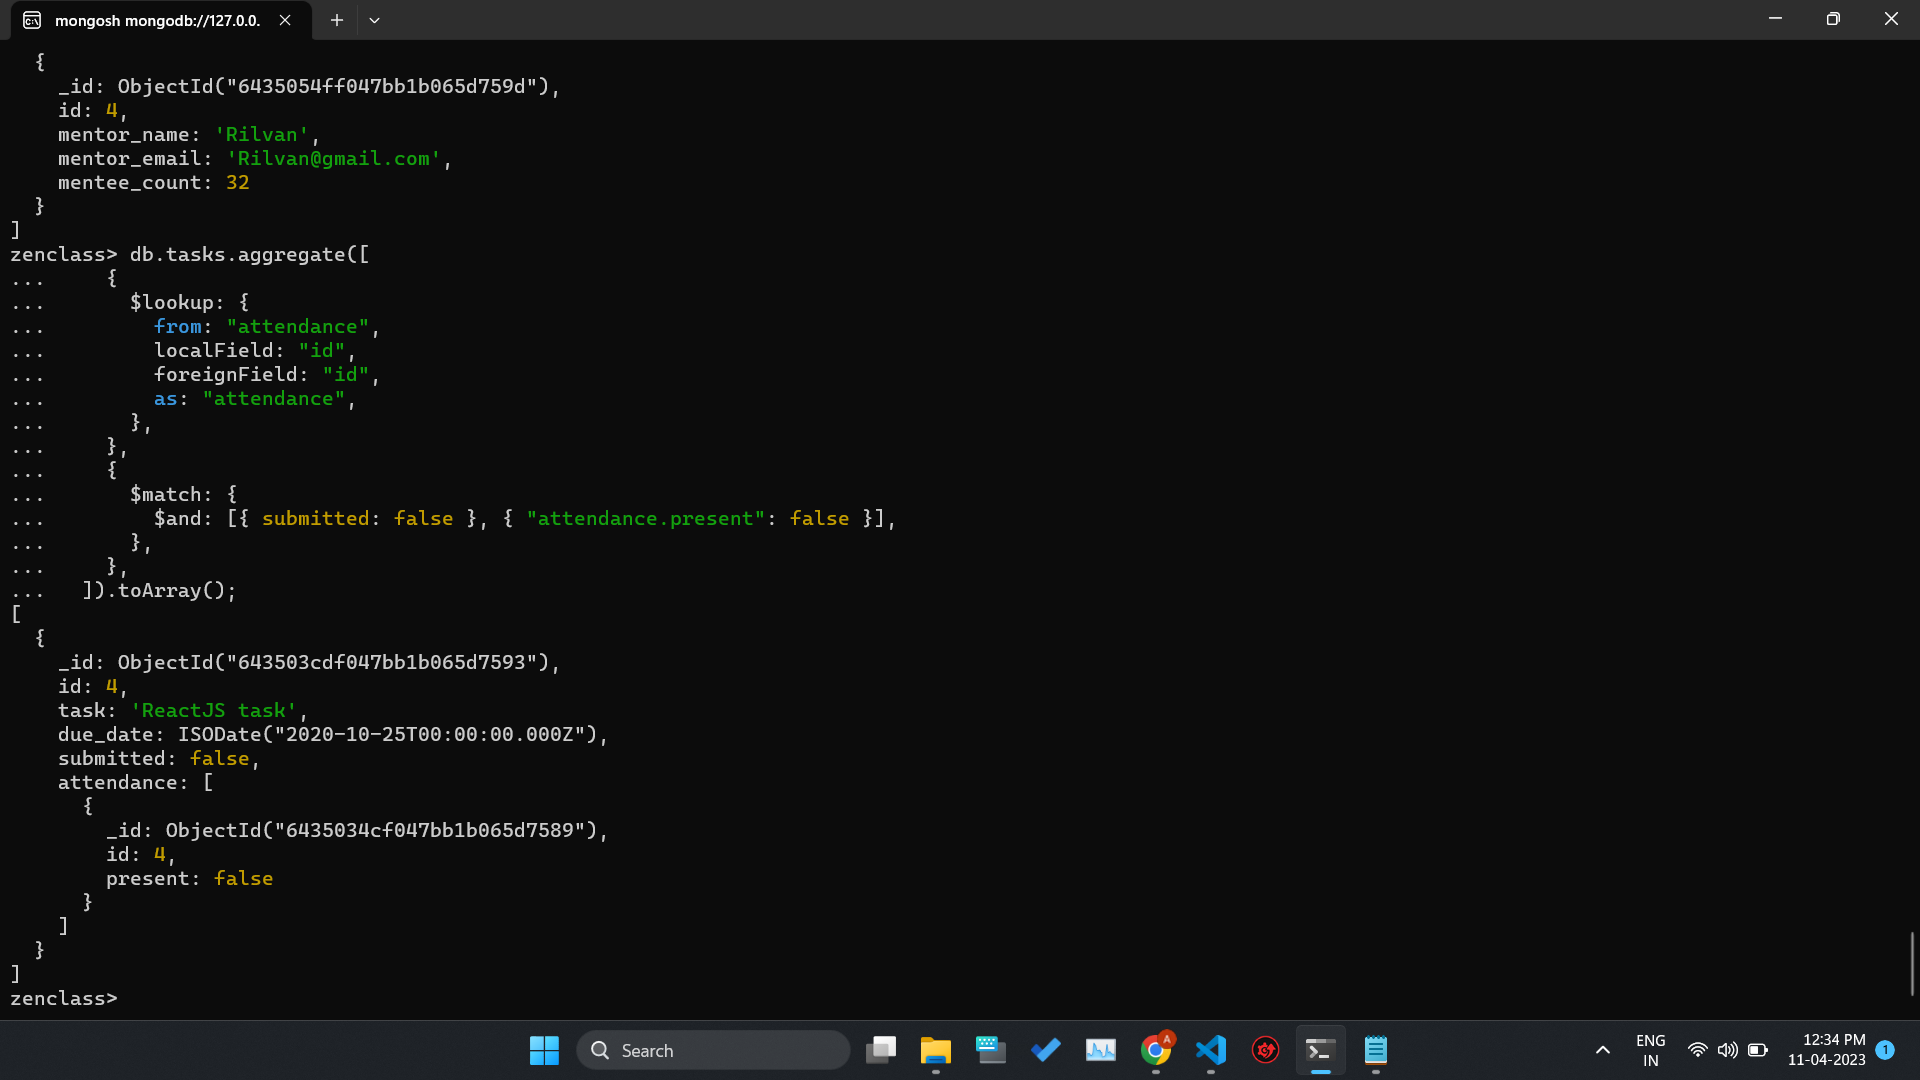 mongosh mongodb://127.0.0.
  {
    _id: ObjectId("6435054ff047bb1b065d759d"),
    id: 4,
    mentor_name: 'Rilvan',
    mentor_email: 'Rilvan@gmail.com',
    mentee_count: 32
  }
]
zenclass> db.tasks.aggregate([
...     {
...       $lookup: {
...         from: "attendance",
...         localField: "id",
...         foreignField: "id",
...         as: "attendance",
...       },
...     },
...     {
...       $match: {
...         $and: [{ submitted: false }, { "attendance.present": false }],
...       },
...     },
...   ]).toArray();
[
  {
    _id: ObjectId("643503cdf047bb1b065d7593"),
    id: 4,
    task: 'ReactJS task',
    due_date: ISODate("2020-10-25T00:00:00.000Z"),
    submitted: false,
    attendance: [
      {
        _id: ObjectId("6435034cf047bb1b065d7589"),
        id: 4,
        present: false
      }
    ]
  }
]
zenclass>
Search
A
ENG
IN
12:34 PM
11-04-2023
1